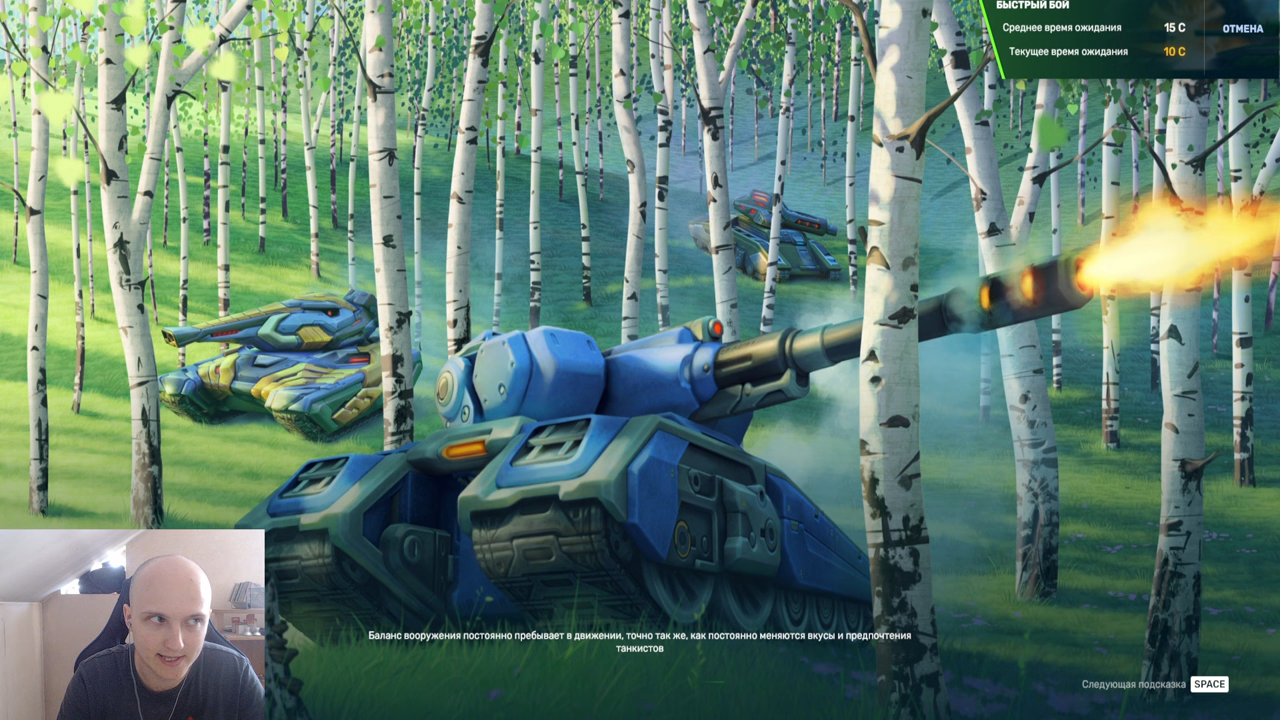 БЫСТРЫЙ БОЙ
Среднее время ожидания 15 С
ОТМЕНА
Текущее время ожидания 10 С
Баланс вооружения постоянно пребывает в движении, точно так же, как постоянно меняются вкусы и предпочтения
танкистов
Следующая подсказка SPACE